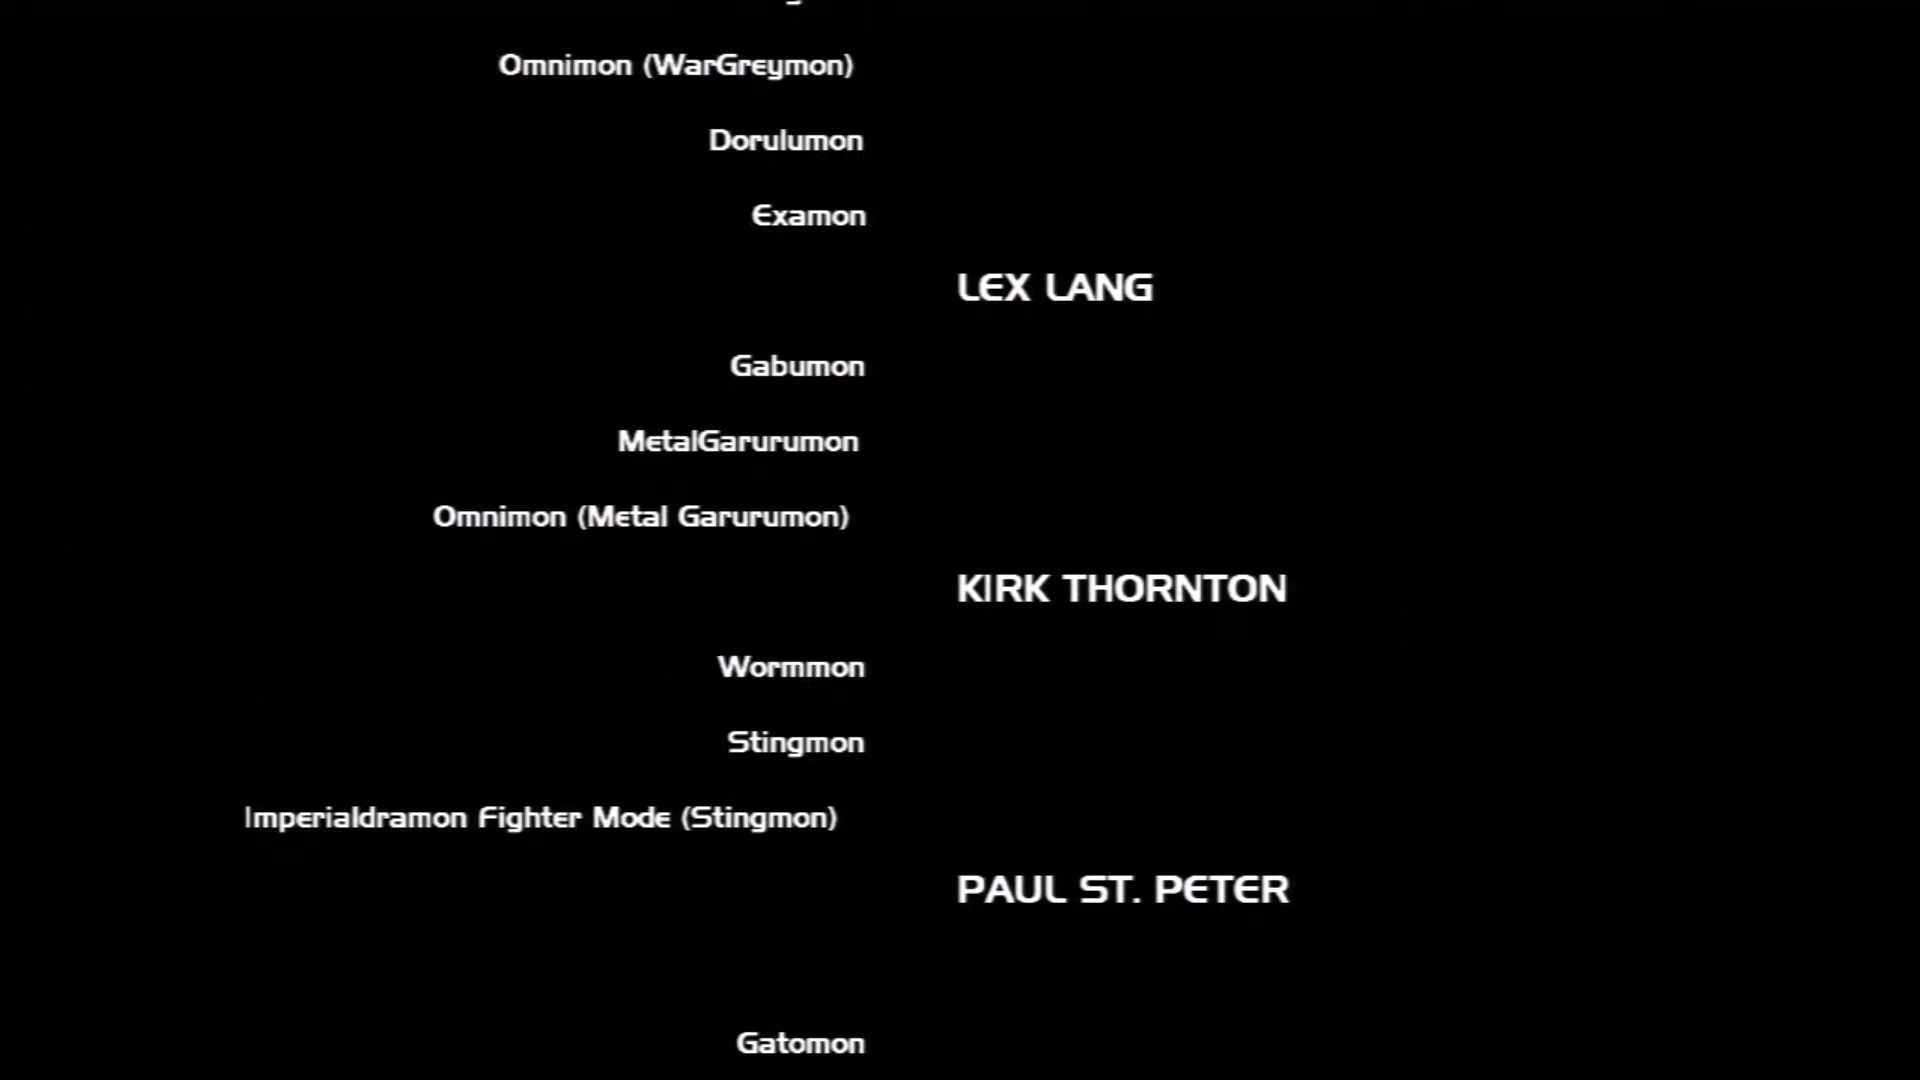 Omnimon (WarGreymon)
Dorulumon
Examon
LEX LANG
Gabumon
MetalGarurumon
Omnimon (Metal Garurumon)
KIRK THORNTON
Wormmon
Stingmon
Imperialdramon Fighter Mode (Stingmon)
PAUL ST. PETER
Gatomon